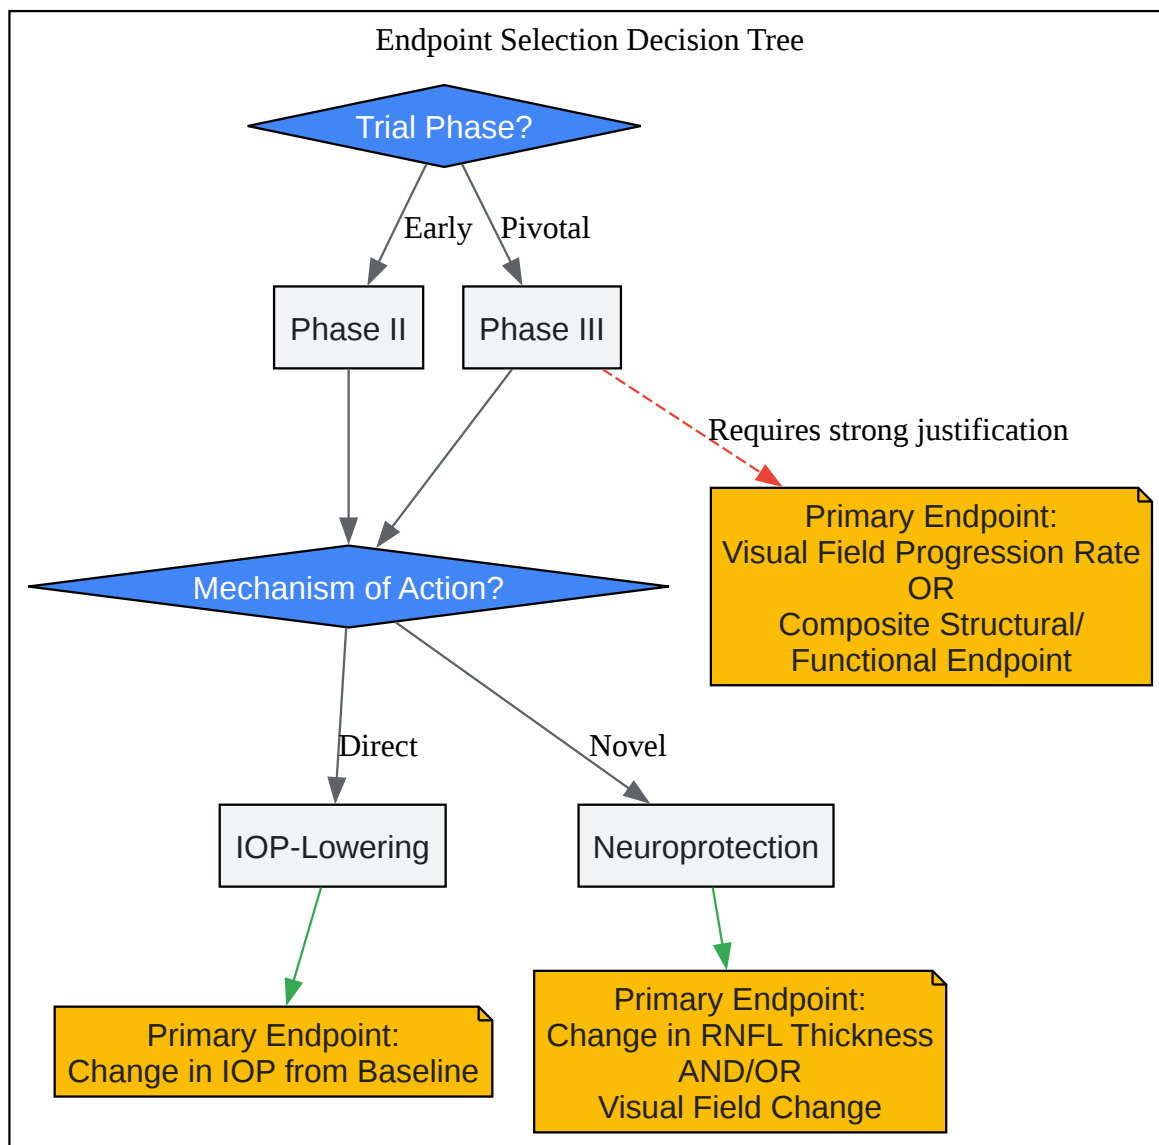 Endpoint Selection Decision Tree
Trial Phase?
Early
Pivotal
Phase II
Phase III
Requires strong justification
Primary Endpoint:
Visual Field Progression Rate
OR
Composite Structural/
Functional Endpoint
Mechanism of Action?
Direct
Novel
IOP-Lowering
Neuroprotection
Primary Endpoint:
Change in IOP from Baseline
Primary Endpoint:
Change in RNFL Thickness
AND/OR
Visual Field Change